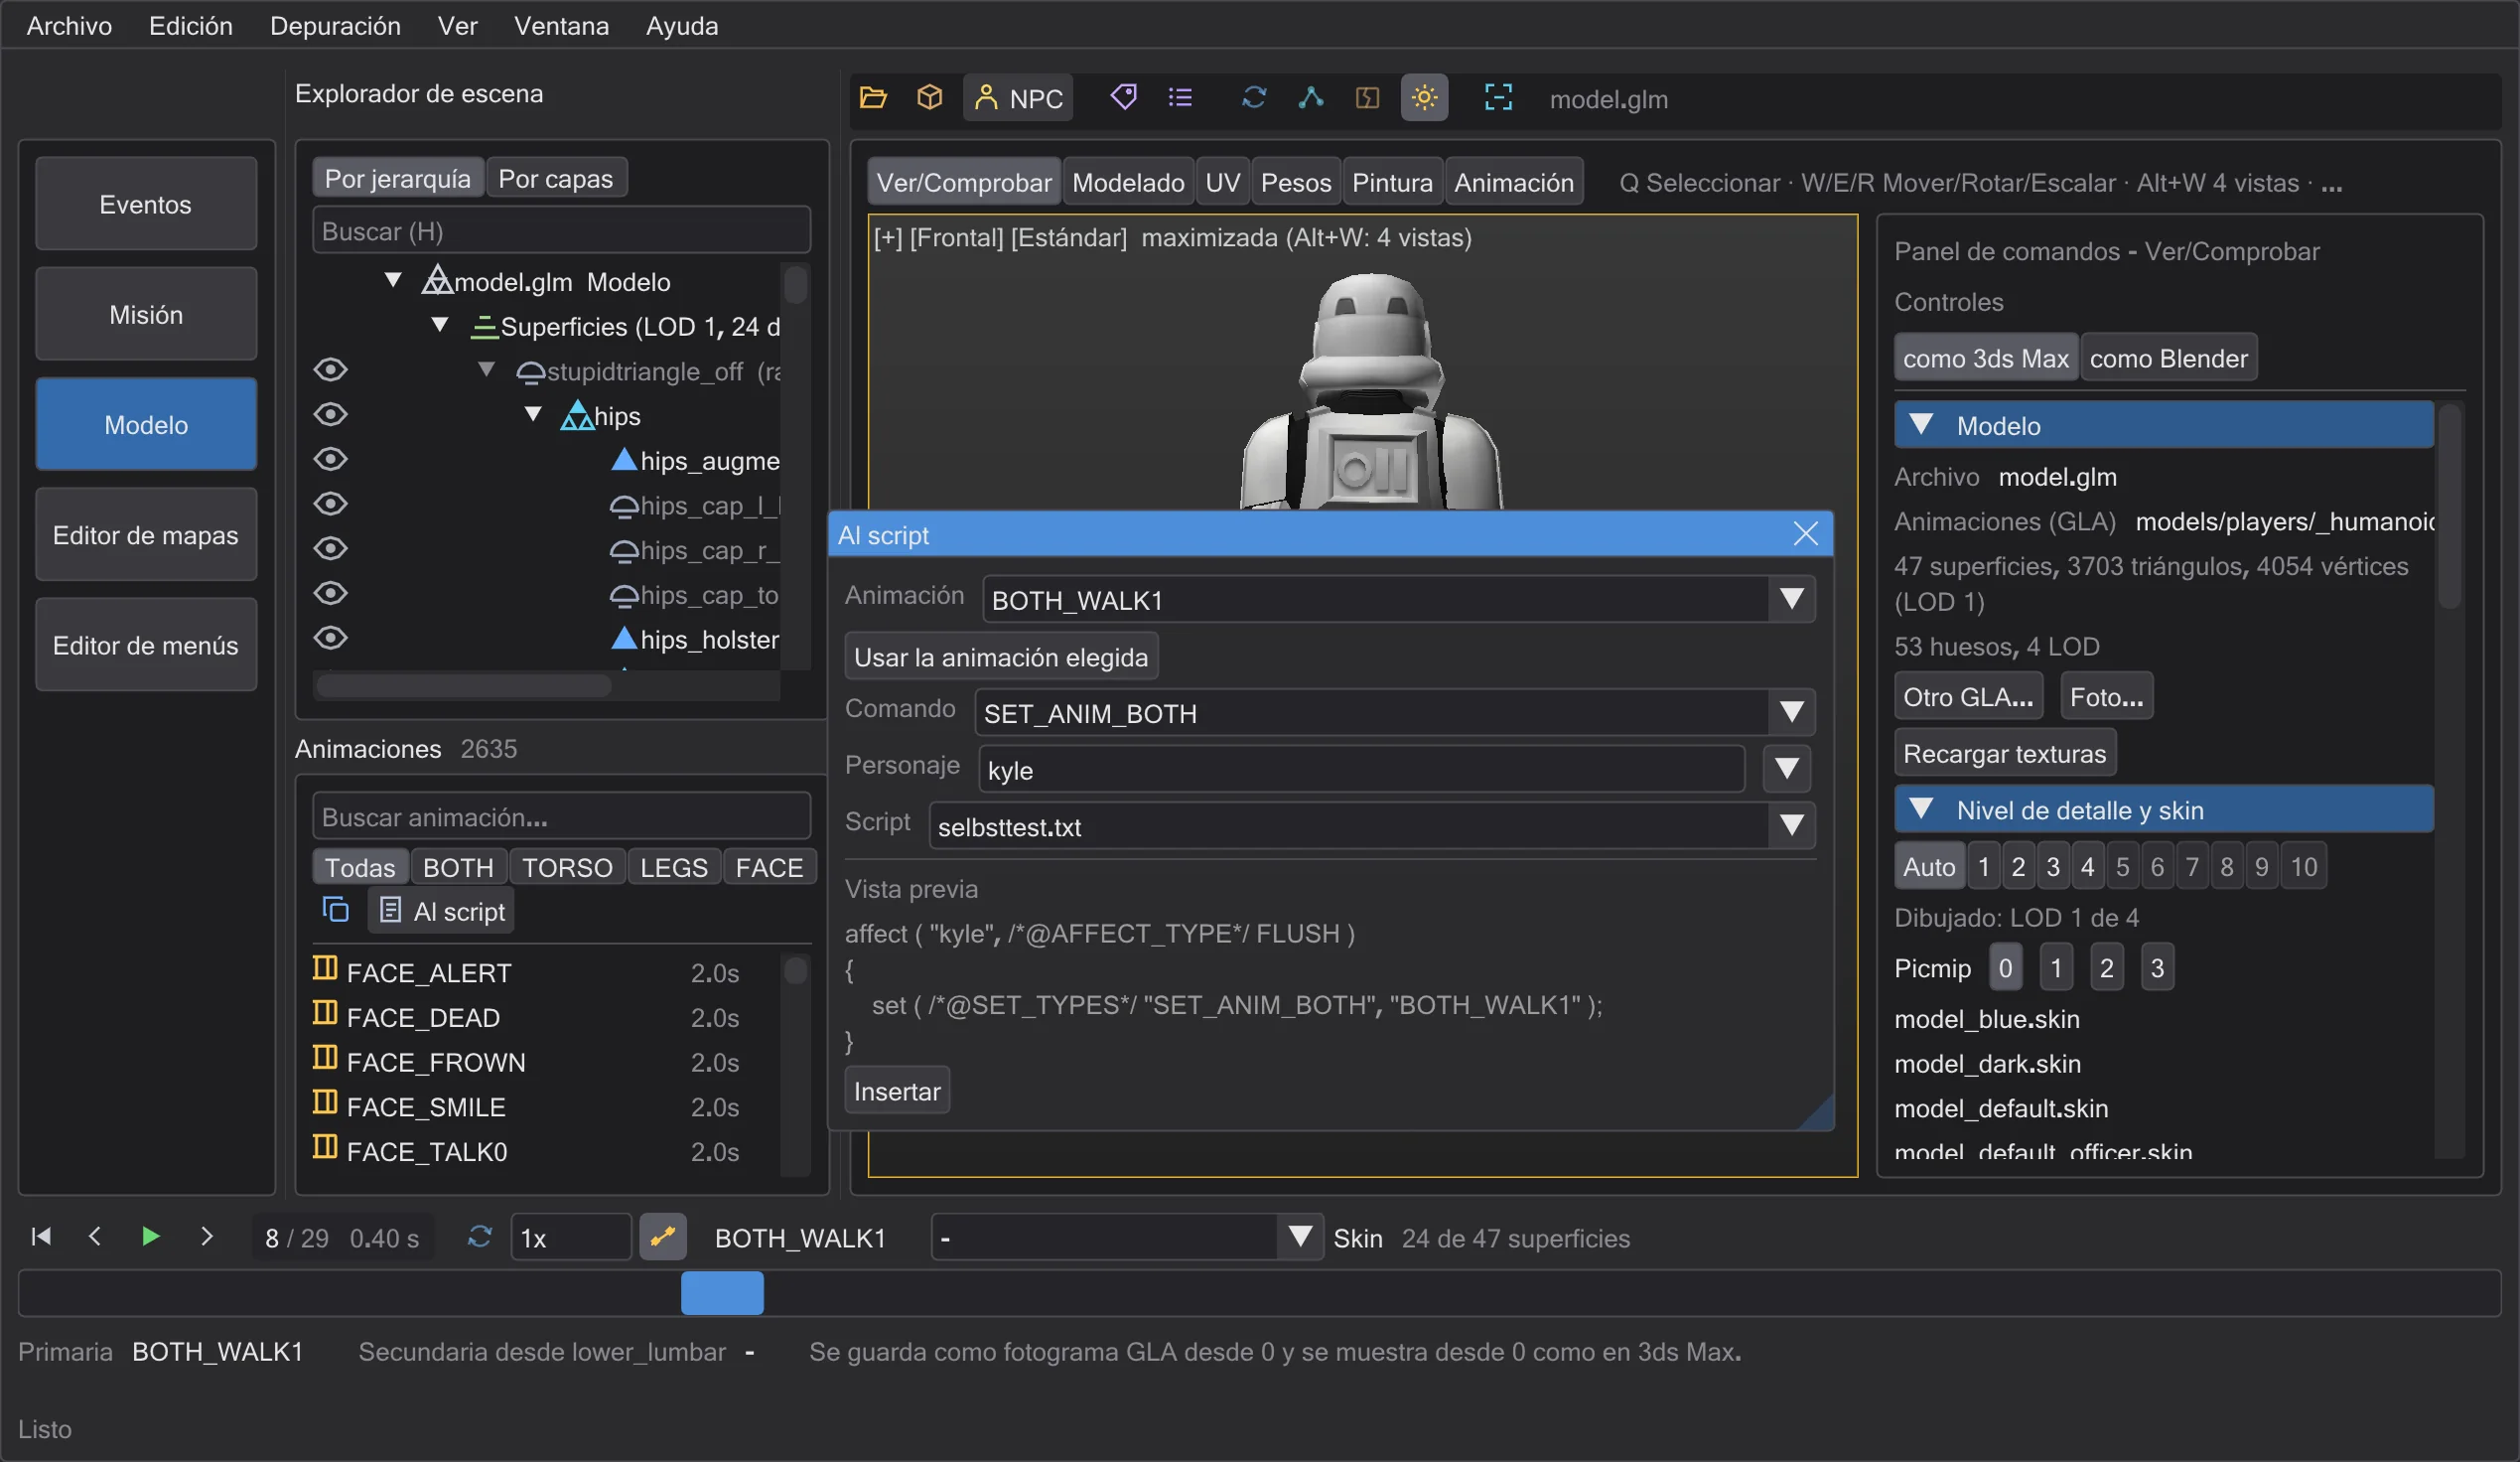 Archivo Edición Depuración Ver Ventana Ayuda
Explorador de escena
NPC model.glm
Eventos
Misión
Modelo
Editor de mapas
Editor de menús
Por jerarquía Por capas
Buscar (H)
model.glm Modelo
Superficies (LOD 1, 24 d
stupidtriangle_off (ra
hips
hips_augme
hips_cap_l_
hips_cap_r_
hips_cap_to
hips_holster
Animaciones 2635
Buscar animación...
Todas BOTH TORSO LEGS FACE
Al script
FACE_ALERT 2.0s
FACE_DEAD 2.0s
FACE_FROWN 2.0s
FACE_SMILE 2.0s
FACE_TALK0 2.0s
Ver/Comprobar Modelado UV Pesos Pintura Animación Q Seleccionar · W/E/R Mover/Rotar/Escalar · Alt+W 4 vistas · ...
[+] [Frontal] [Estándar] maximizada (Alt+W: 4 vistas)
Al script
Animación BOTH_WALK1
Usar la animación elegida
Comando SET_ANIM_BOTH
Personaje kyle
Script selbsttest.txt
Vista previa
affect ( "kyle", /*@AFFECT_TYPE*/ FLUSH )
{
set ( /*@SET_TYPES*/ "SET_ANIM_BOTH", "BOTH_WALK1" );
}
Insertar
Panel de comandos - Ver/Comprobar
Controles
como 3ds Max como Blender
Modelo
Archivo model.glm
Animaciones (GLA) models/players/_humanoid
47 superficies, 3703 triángulos, 4054 vértices
(LOD 1)
53 huesos, 4 LOD
Otro GLA... Foto...
Recargar texturas
Nivel de detalle y skin
Auto 1 2 3 4 5 6 7 8 9 10
Dibujado: LOD 1 de 4
Picmip 0 1 2 3
model_blue.skin
model_dark.skin
model_default.skin
model_default_officer.skin
8 / 29 0.40 s 1x BOTH_WALK1 - Skin 24 de 47 superficies
Primaria BOTH_WALK1 Secundaria desde lower_lumbar - Se guarda como fotograma GLA desde 0 y se muestra desde 0 como en 3ds Max.
Listo